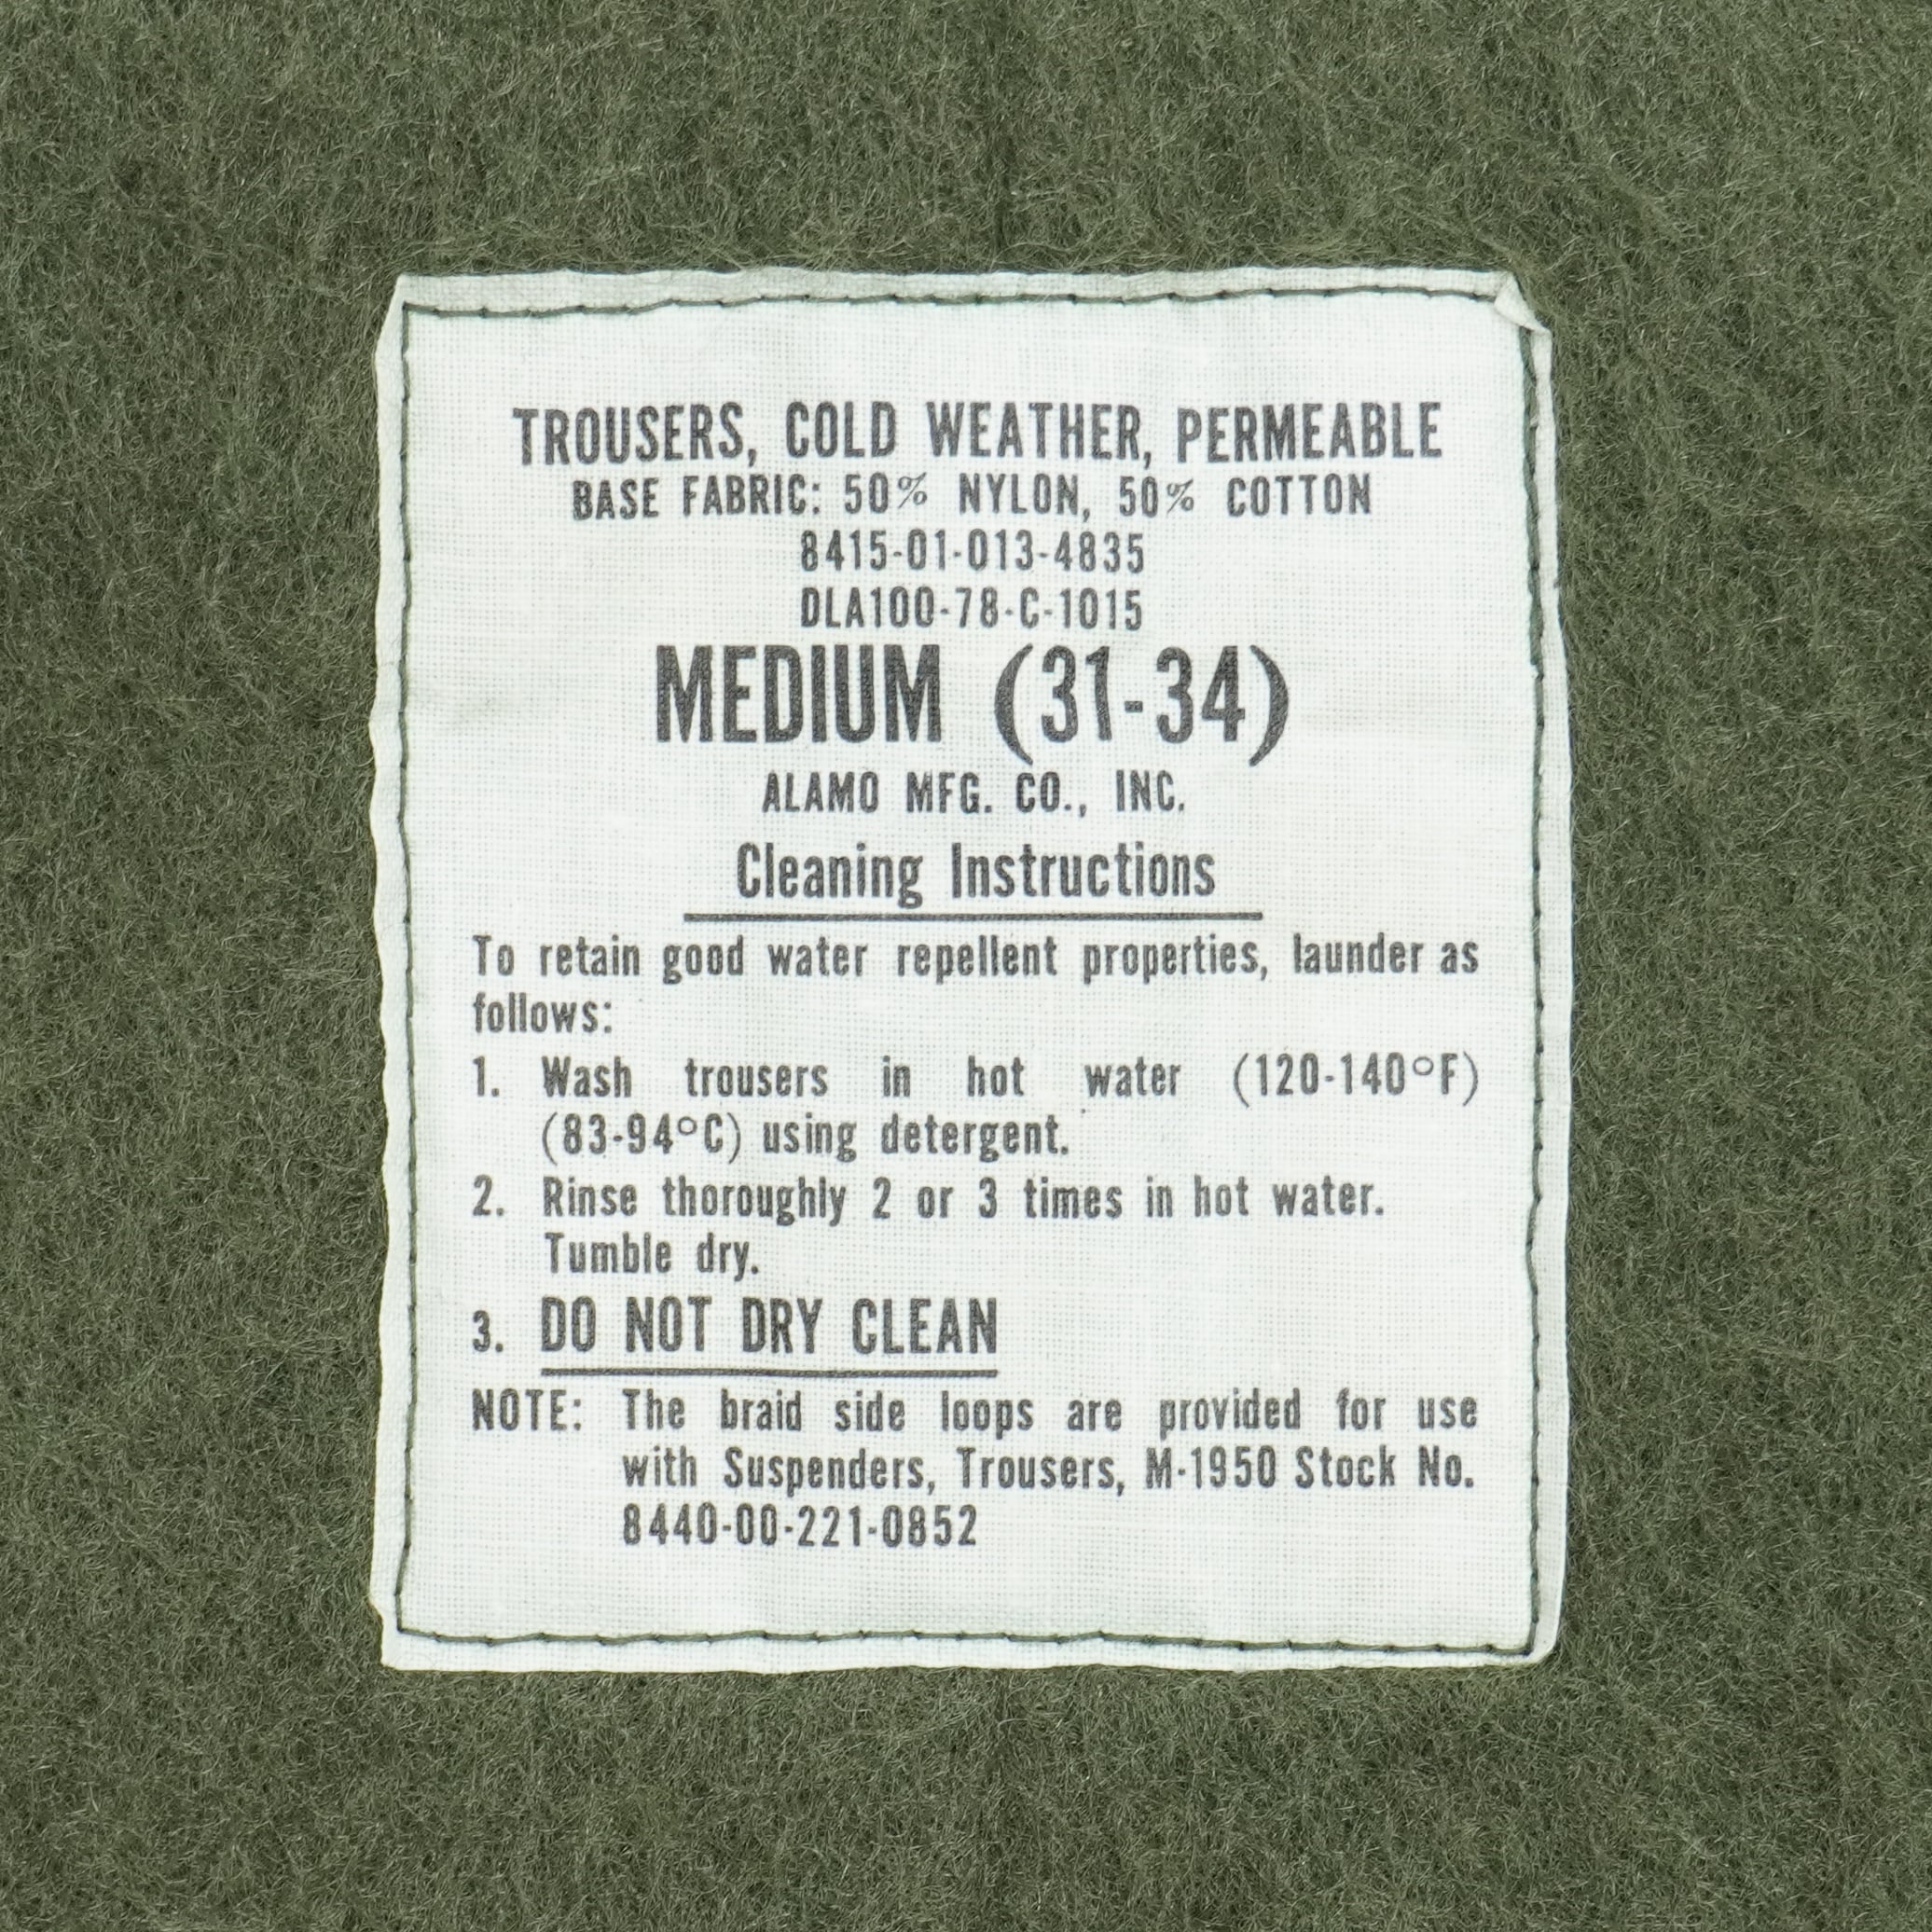 TROUSERS, COLD WEATHER, PERMEABLE
BASE FABRIC: 50% NYLON, 50% COTTON
8415-01-013-4835
DLA100-78-C-1015
MEDIUM (31-34)
ALAMO MFG. CO., INC.
Cleaning Instructions
To retain good water repellent properties, launder as
follows:
1. Wash trousers in hot water (120-140°F)
(83-94°C) using detergent.
2. Rinse thoroughly 2 or 3 times in hot water.
Tumble dry.
3. DO NOT DRY CLEAN
NOTE: The braid side loops are provided for use
with Suspenders, Trousers, M-1950 Stock No.
8440-00-221-0852